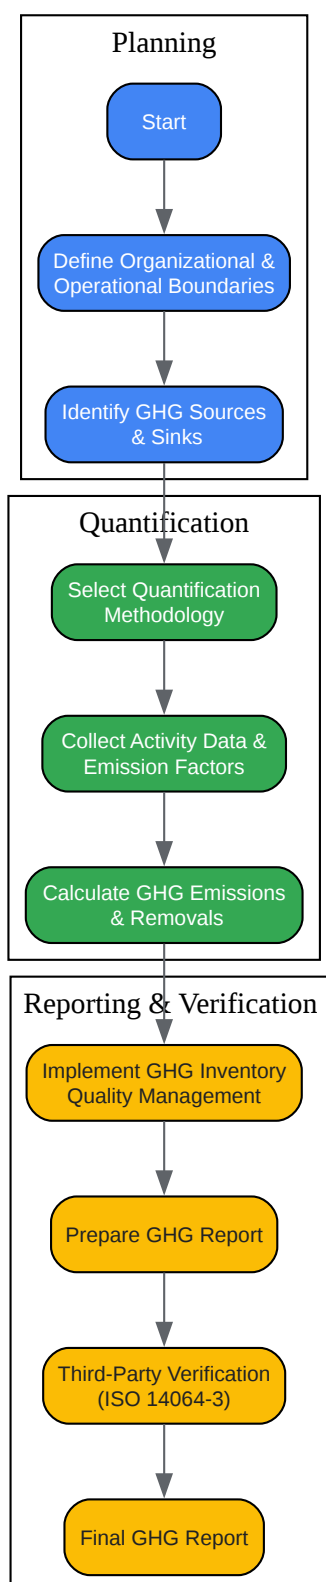 Planning
Start
Define Organizational &
Operational Boundaries
Identify GHG Sources
& Sinks
Quantification
Select Quantification
Methodology
Collect Activity Data &
Emission Factors
Calculate GHG Emissions
& Removals
Reporting & Verification
Implement GHG Inventory
Quality Management
Prepare GHG Report
Third-Party Verification
(ISO 14064-3)
Final GHG Report